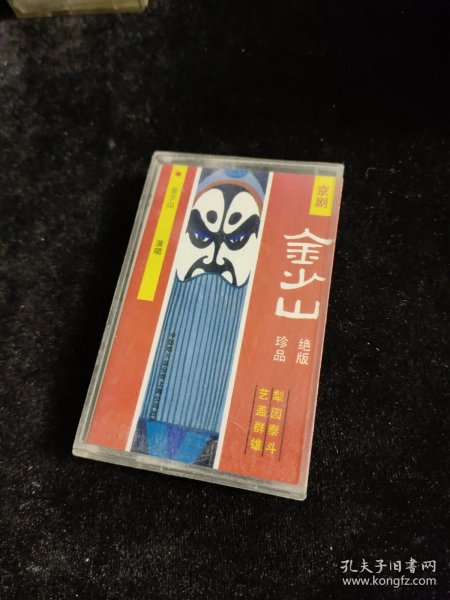 京剧
金少山
绝版
珍品
犁园泰斗
艺盖群雄
金少山 演唱
孔夫子旧书网
www.kongfz.com